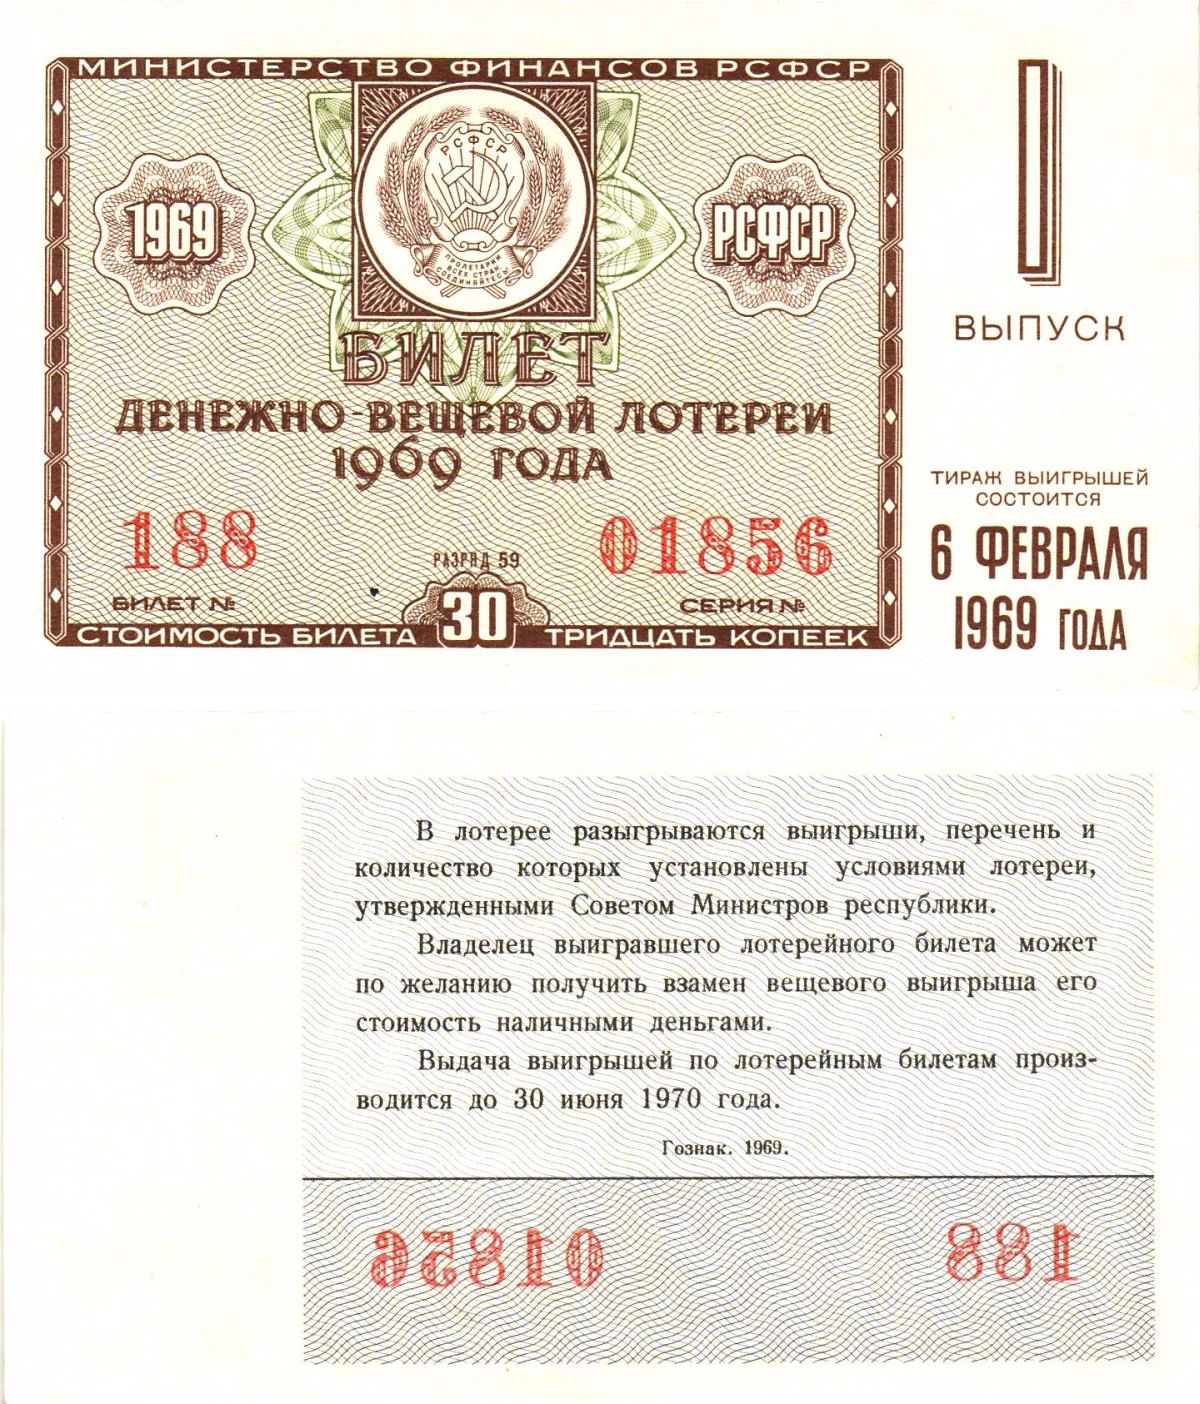 МИНИСТЕРСТВО ФИНАНСОВ РСФСР
РСФСР
ПРОЛЕТАРИИ
ВСЕХ СТРАН,
СОЕДИНЯЙТЕСЬ!
1969
РСФСР
БИЛЕТ
ДЕНЕЖНО-ВЕЩЕВОЙ ЛОТЕРЕИ
1969 ГОДА
188
01856
РАЗРЯД 59
БИЛЕТ №
СЕРИЯ №
СТОИМОСТЬ БИЛЕТА 30 ТРИДЦАТЬ КОПЕЕК
I
ВЫПУСК
ТИРАЖ ВЫИГРЫШЕЙ
СОСТОИТСЯ
6 ФЕВРАЛЯ
1969 ГОДА
В лотерее разыгрываются выигрыши, перечень и
количество которых установлены условиями лотереи,
утвержденными Советом Министров республики.
Владелец выигравшего лотерейного билета может
по желанию получить взамен вещевого выигрыша его
стоимость наличными деньгами.
Выдача выигрышей по лотерейным билетам произ-
водится до 30 июня 1970 года.
Гознак. 1969.
01856
188